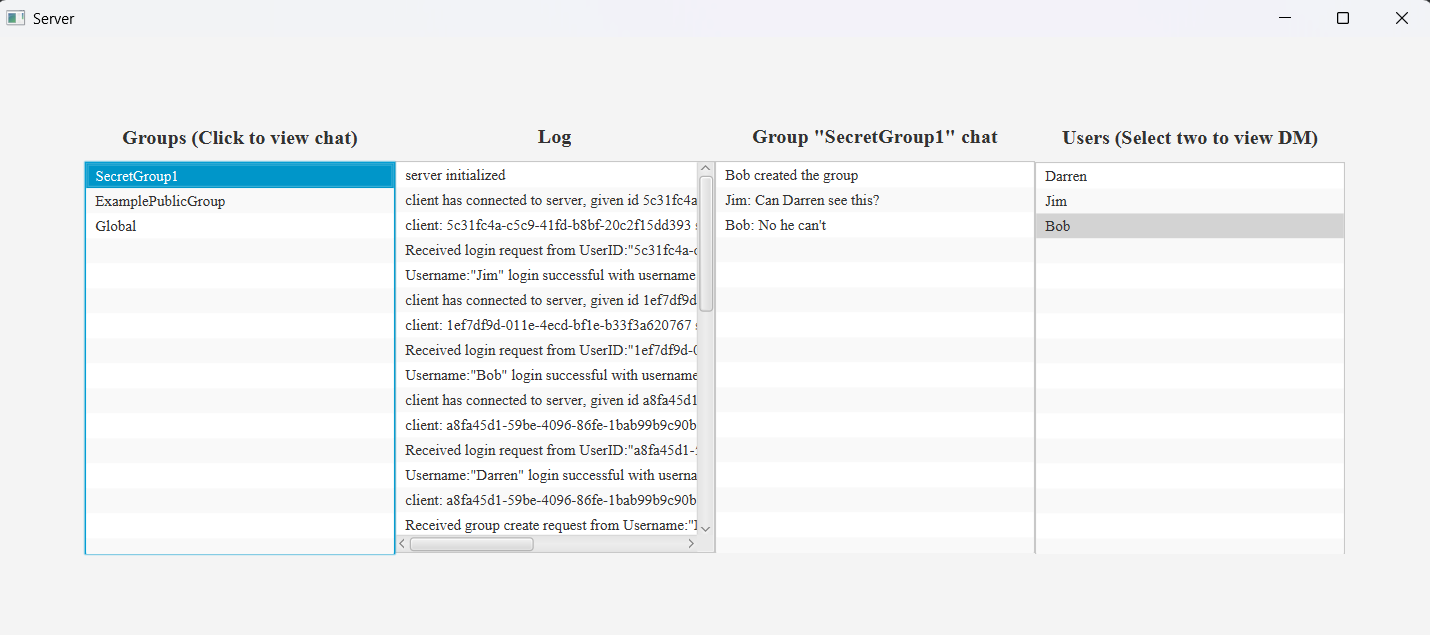 Server
Groups (Click to view chat)
SecretGroup1
ExamplePublicGroup
Global
Log
server initialized
client has connected to server, given id 5c31fc4a
client: 5c31fc4a-c5c9-41fd-b8bf-20c2f15dd393
Received login request from UserID:"5c31fc4a-
Username:"Jim" login successful with username
client has connected to server, given id 1ef7df9d
client: 1ef7df9d-011e-4ecd-bf1e-b33f3a620767
Received login request from UserID:"1ef7df9d-
Username:"Bob" login successful with username
client has connected to server, given id a8fa45d1
client: a8fa45d1-59be-4096-86fe-1bab99b9c90b
Received login request from UserID:"a8fa45d1-
Username:"Darren" login successful with userna
client: a8fa45d1-59be-4096-86fe-1bab99b9c90b
Received group create request from Username:"
Group "SecretGroup1" chat
Bob created the group
Jim: Can Darren see this?
Bob: No he can't
Users (Select two to view DM)
Darren
Jim
Bob